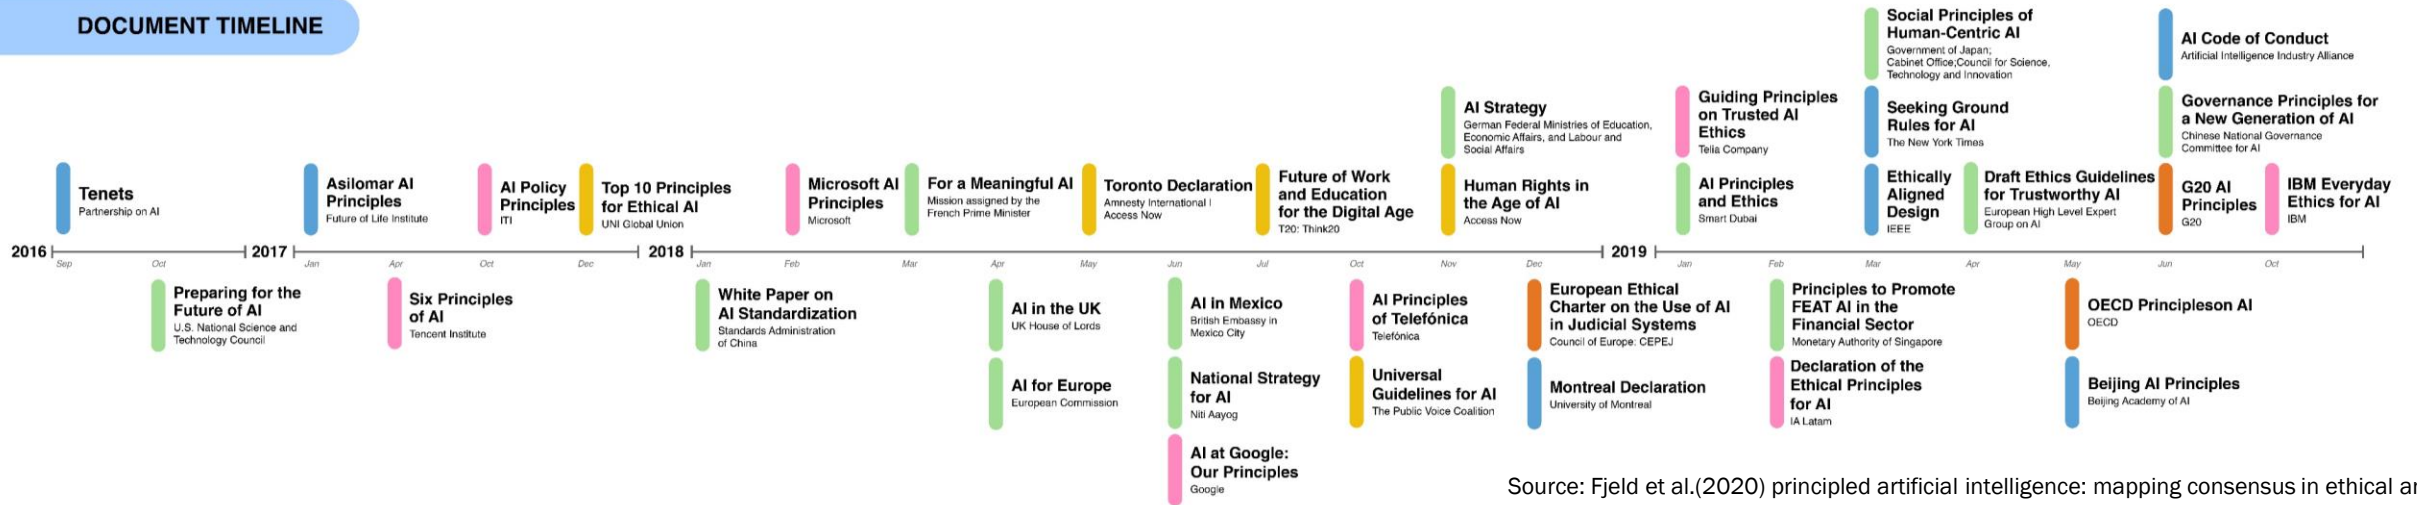 DOCUMENT TIMELINE
Social Principles of
Human-Centric AI
Government of Japan;
Cabinet Office;Council for Science,
Technology and Innovation
AI Code of Conduct
Artificial Intelligence Industry Alliance
AI Strategy
German Federal Ministries of Education,
Economic Affairs, and Labour and
Social Affairs
Guiding Principles
on Trusted AI
Ethics
Telia Company
Seeking Ground
Rules for AI
The New York Times
Governance Principles for
a New Generation of AI
Chinese National Governance
Committee for AI
Tenets
Partnership on AI
Asilomar AI
Principles
Future of Life Institute
AI Policy
Principles
ITI
Top 10 Principles
for Ethical AI
UNI Global Union
Microsoft AI
Principles
Microsoft
For a Meaningful AI
Mission assigned by the
French Prime Minister
Toronto Declaration
Amnesty International |
Access Now
Future of Work
and Education
for the Digital Age
T20: Think20
Human Rights in
the Age of AI
Access Now
AI Principles
and Ethics
Smart Dubai
Ethically
Aligned
Design
IEEE
Draft Ethics Guidelines
for Trustworthy AI
European High Level Expert
Group on AI
G20 AI
Principles
G20
IBM Everyday
Ethics for AI
IBM
2016 2017 2018 2019
Sep Oct Jan Apr Oct Dec Jan Feb Mar Apr May Jun Jul Oct Nov Dec Jan Feb Mar Apr May Jun Oct
Preparing for the
Future of AI
U.S. National Science and
Technology Council
Six Principles
of AI
Tencent Institute
White Paper on
AI Standardization
Standards Administration
of China
AI in the UK
UK House of Lords
AI in Mexico
British Embassy in
Mexico City
AI Principles
of Telefónica
Telefónica
European Ethical
Charter on the Use of AI
in Judicial Systems
Council of Europe: CEPEJ
Principles to Promote
FEAT AI in the
Financial Sector
Monetary Authority of Singapore
OECD Principleson AI
OECD
AI for Europe
European Commission
National Strategy
for AI
Niti Aayog
Universal
Guidelines for AI
The Public Voice Coalition
Montreal Declaration
University of Montreal
Declaration of the
Ethical Principles
for AI
IA Latam
Beijing AI Principles
Beijing Academy of AI
AI at Google:
Our Principles
Google
Source: Fjeld et al.(2020) principled artificial intelligence: mapping consensus in ethical